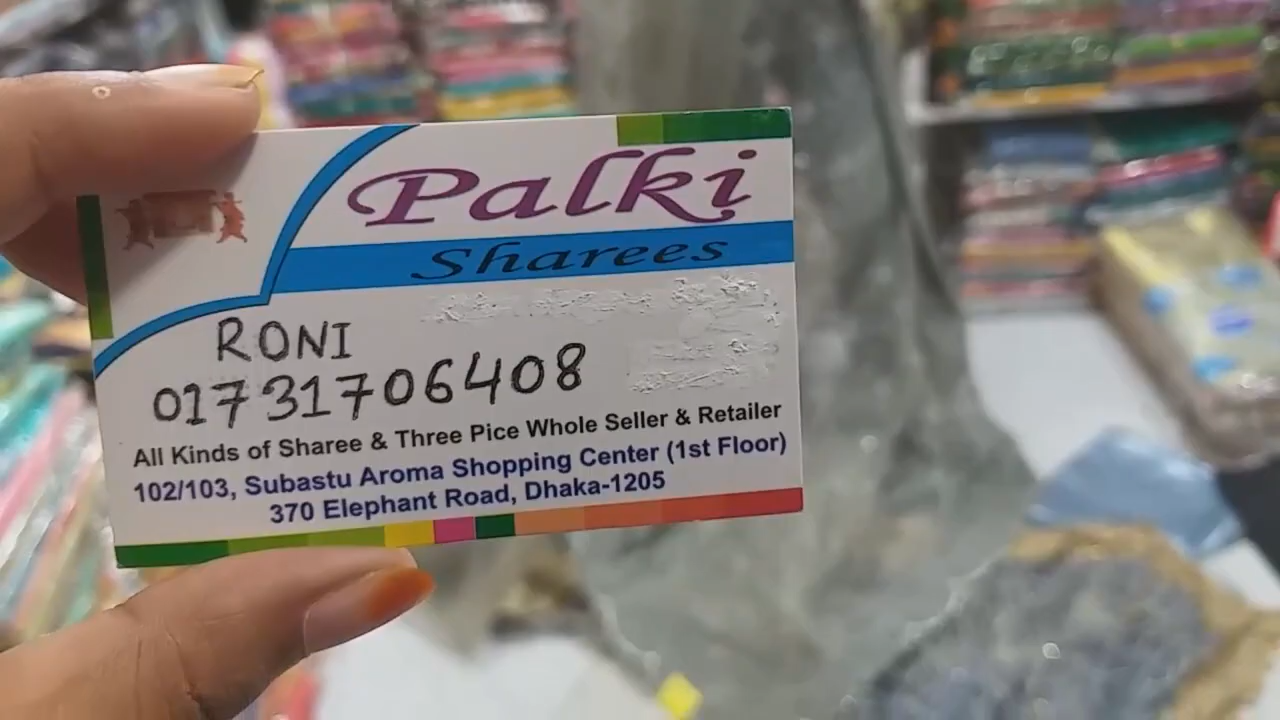 Palki
Sharees
RONI
01731706408
All Kinds of Sharee & Three Pice Whole Seller & Retailer
102/103, Subastu Aroma Shopping Center (1st Floor)
370 Elephant Road, Dhaka-1205